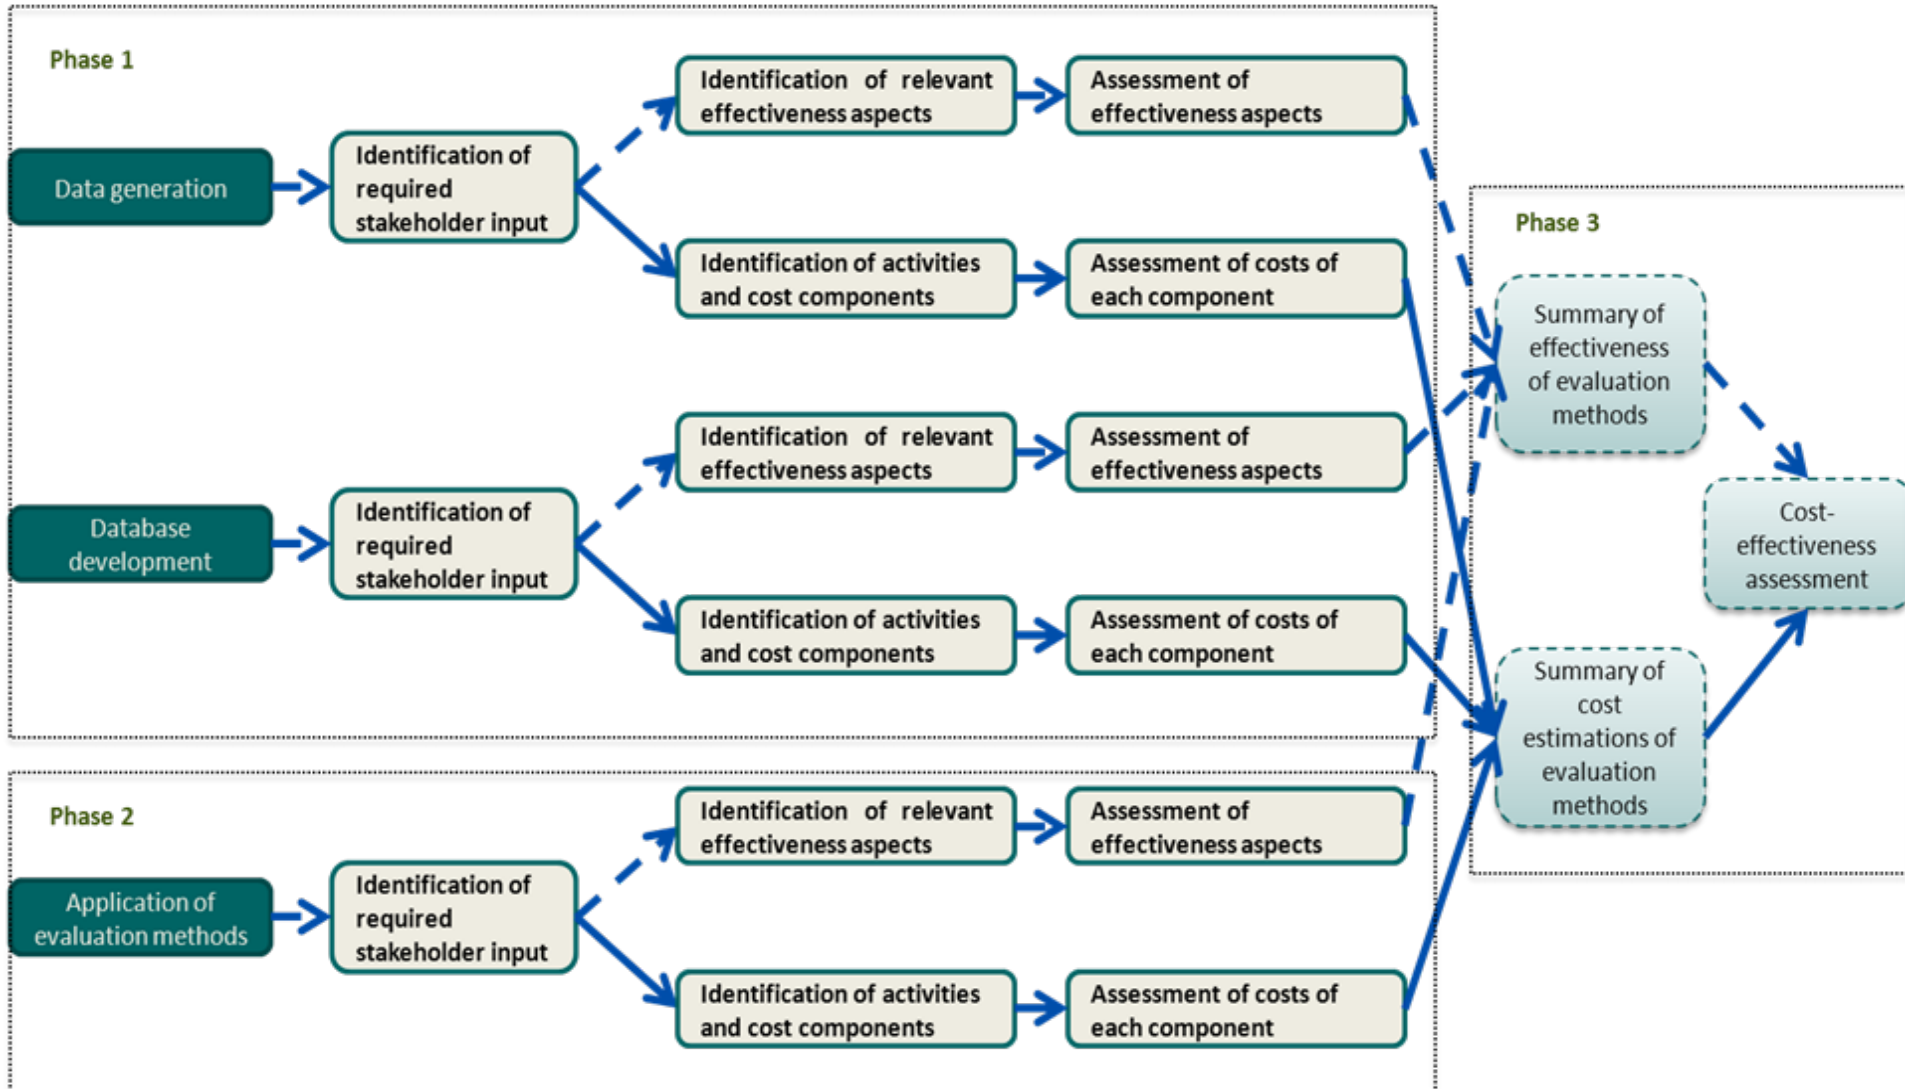 Phase 1
Data generation
Identification of
required
stakeholder input
Identification of relevant
effectiveness aspects
Assessment of
effectiveness aspects
Identification of activities
and cost components
Assessment of costs of
each component
Database
development
Identification of
required
stakeholder input
Identification of relevant
effectiveness aspects
Assessment of
effectiveness aspects
Identification of activities
and cost components
Assessment of costs of
each component
Phase 2
Application of
evaluation methods
Identification of
required
stakeholder input
Identification of relevant
effectiveness aspects
Assessment of
effectiveness aspects
Identification of activities
and cost components
Assessment of costs of
each component
Phase 3
Summary of
effectiveness
of evaluation
methods
Cost-
effectiveness
assessment
Summary of
cost
estimations of
evaluation
methods